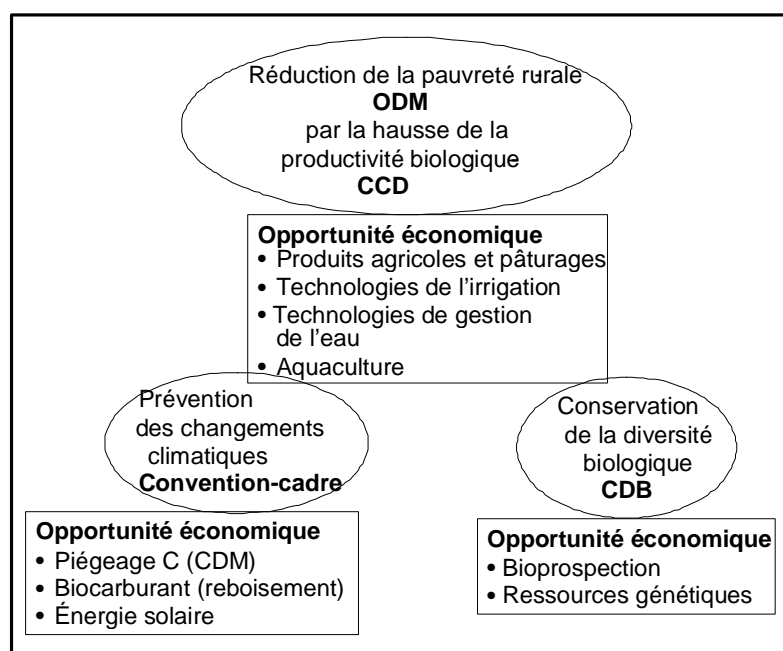 Réduction de la pauvreté rurale
ODM
par la hausse de la
productivité biologique
CCD
Opportunité économique
• Produits agricoles et pâturages
• Technologies de l'irrigation
• Technologies de gestion
de l'eau
• Aquaculture
Prévention
des changements
climatiques
Convention-cadre
Opportunité économique
• Piégeage C (CDM)
• Biocarburant (reboisement)
• Énergie solaire
Conservation
de la diversité
biologique
CDB
Opportunité économique
• Bioprospection
• Ressources génétiques